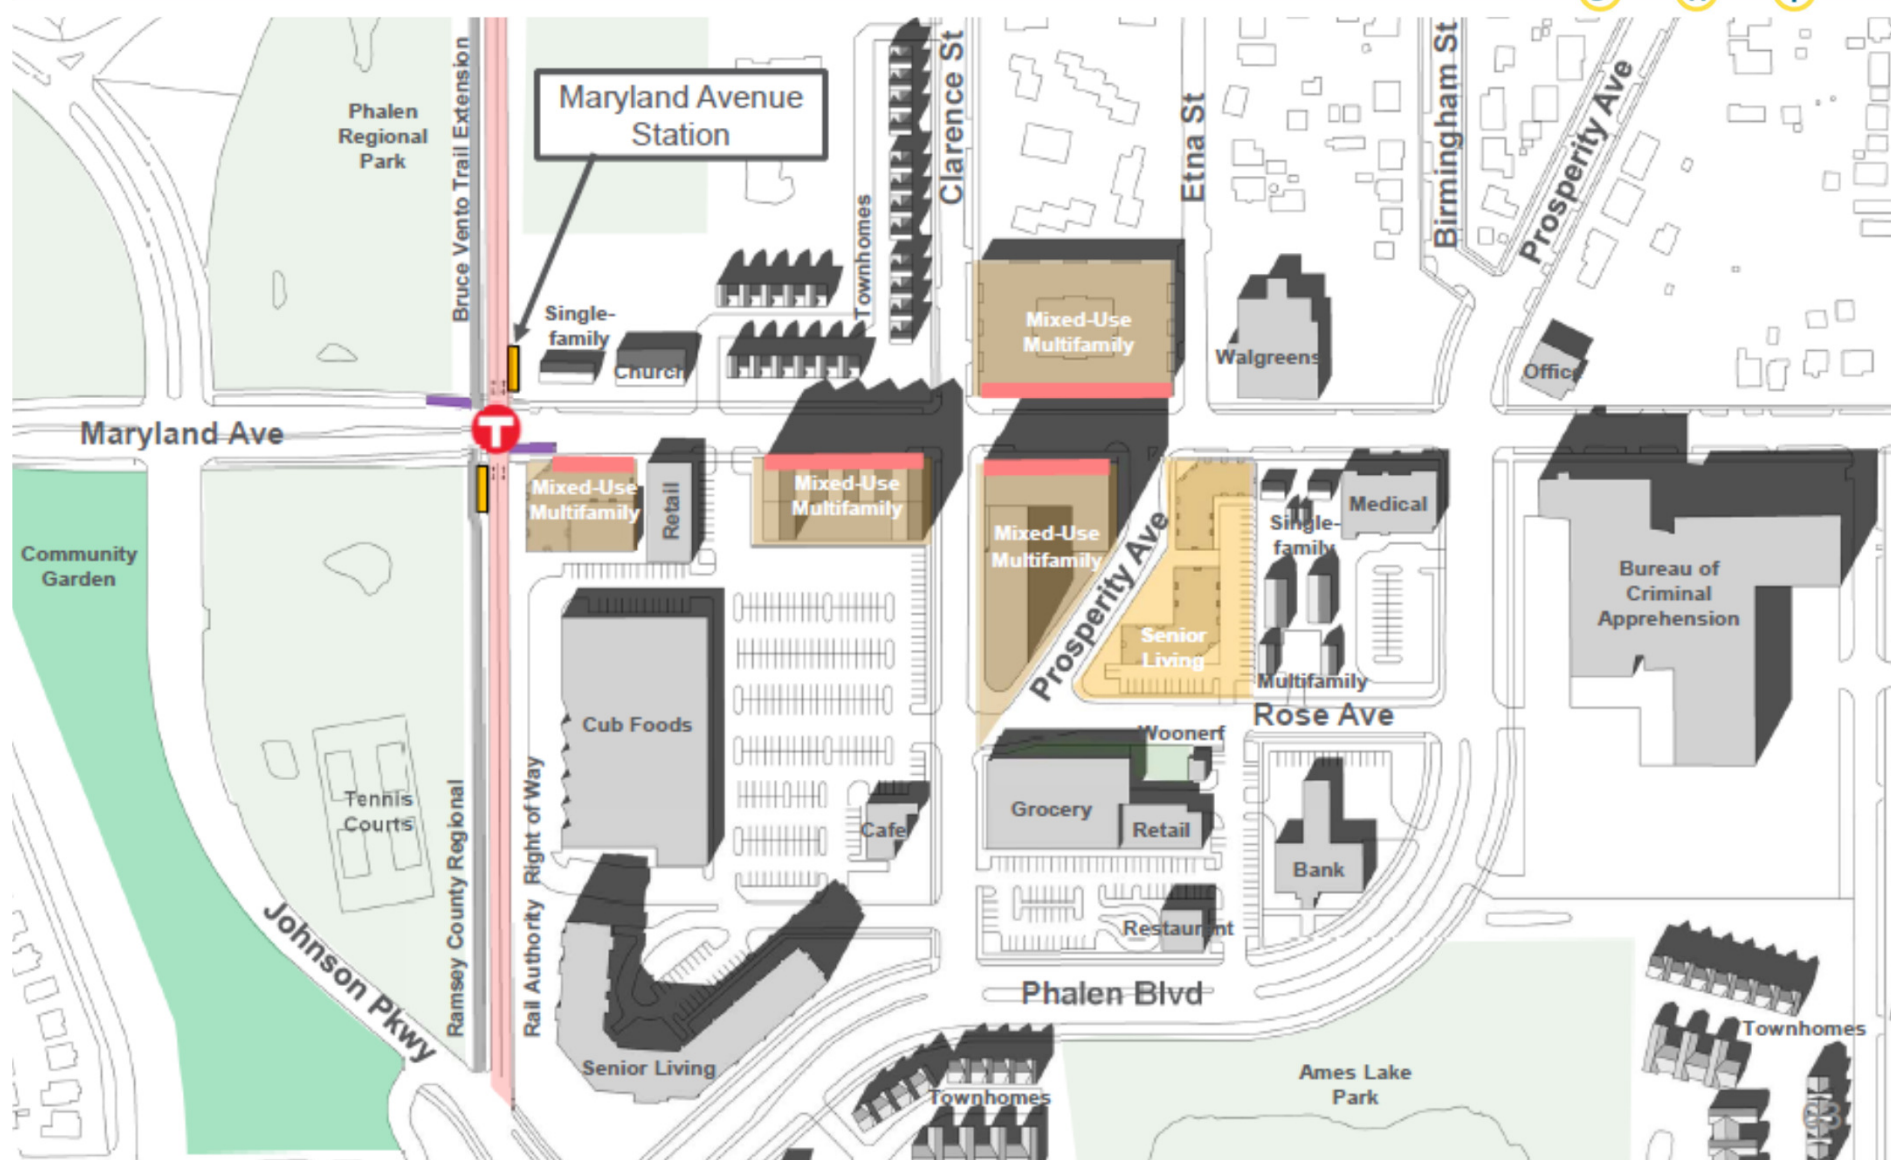 Phalen
Regional
Park
Bruce Vento Trail Extension
Maryland Avenue
Station
Townhomes
Clarence St
Etna St
Birmingham St
Prosperity Ave
Single-
family
Church
Mixed-Use
Multifamily
Walgreens
Office
Maryland Ave
T
Mixed-Use
Multifamily
Retail
Mixed-Use
Multifamily
Mixed-Use
Multifamily
Prosperity Ave
Senior
Living
Single-
family
Medical
Multifamily
Bureau of
Criminal
Apprehension
Community
Garden
Rose Ave
Cub Foods
Woonerf
Tennis
Courts
Grocery
Retail
Cafe
Bank
Restaurant
Johnson Pkwy
Ramsey County Regional
Rail Authority Right of Way
Phalen Blvd
Senior Living
Townhomes
Ames Lake
Park
Townhomes
63